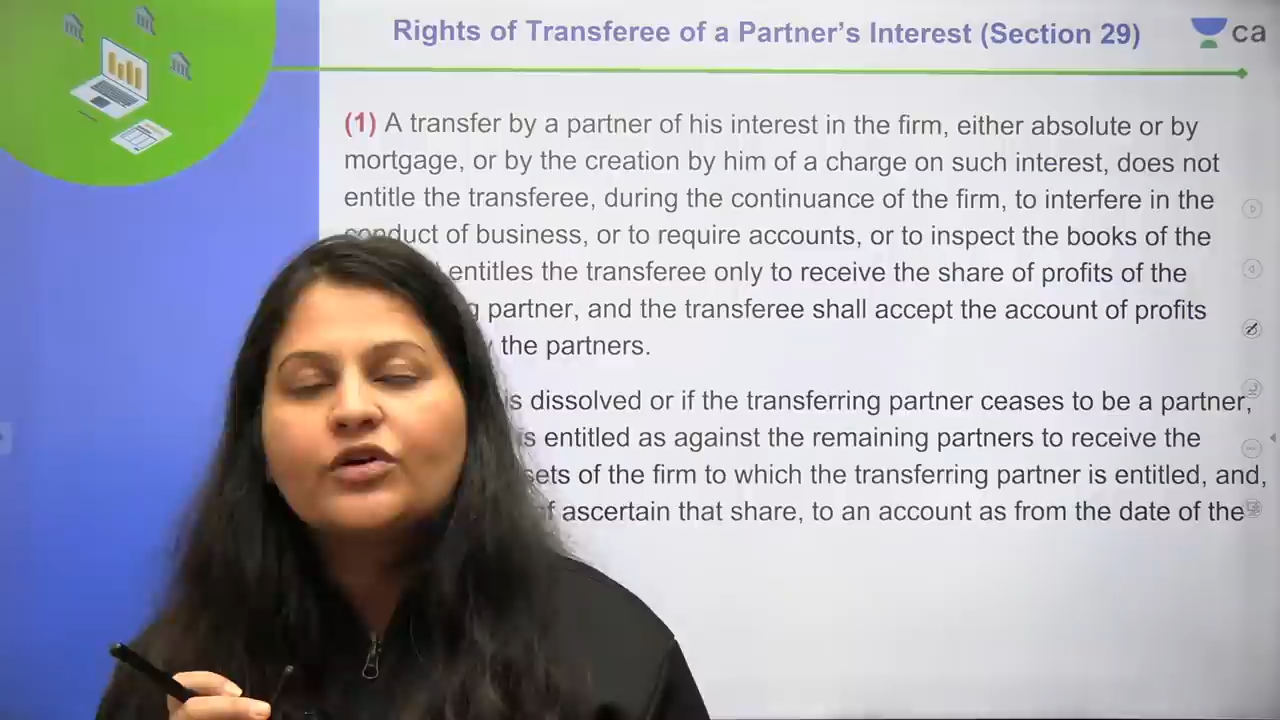 Rights of Transferee of a Partner’s Interest (Section 29)
ca
(1) A transfer by a partner of his interest in the firm, either absolute or by
mortgage, or by the creation by him of a charge on such interest, does not
entitle the transferee, during the continuance of the firm, to interfere in the
conduct of business, or to require accounts, or to inspect the books of the
entitles the transferee only to receive the share of profits of the
partner, and the transferee shall accept the account of profits
the partners.
is dissolved or if the transferring partner ceases to be a partner,
is entitled as against the remaining partners to receive the
of the firm to which the transferring partner is entitled, and,
ascertain that share, to an account as from the date of the